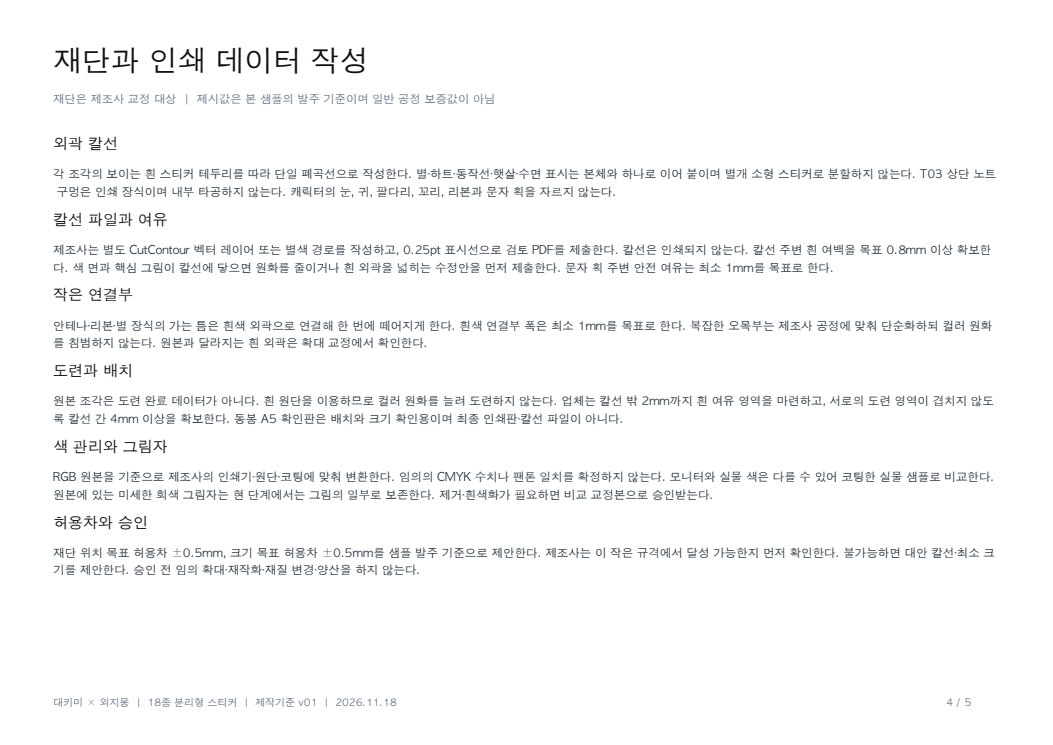 재단과 인쇄 데이터 작성
재단은 제조사 교정 대상 | 제시값은 본 샘플의 발주 기준이며 일반 공정 보증값이 아님
외곽 칼선
각 조각의 보이는 흰 스티커 테두리를 따라 단일 폐곡선으로 작성한다. 별·하트·동작선·햇살·수면 표시는 본체와 하나로 이어 붙이며 별개 소형 스티커로 분할하지 않는다. T03 상단 노트
구멍은 인쇄 장식이며 내부 타공하지 않는다. 캐릭터의 눈, 귀, 팔다리, 꼬리, 리본과 문자 획을 자르지 않는다.
칼선 파일과 여유
제조사는 별도 CutContour 벡터 레이어 또는 별색 경로를 작성하고, 0.25pt 표시선으로 검토 PDF를 제출한다. 칼선은 인쇄되지 않는다. 칼선 주변 흰 여백을 목표 0.8mm 이상 확보한
다. 색 면과 핵심 그림이 칼선에 닿으면 원화를 줄이거나 흰 외곽을 넓히는 수정안을 먼저 제출한다. 문자 획 주변 안전 여유는 최소 1mm를 목표로 한다.
작은 연결부
안테나·리본·별 장식의 가는 틈은 흰색 외곽으로 연결해 한 번에 떼어지게 한다. 흰색 연결부 폭은 최소 1mm를 목표로 한다. 복잡한 오목부는 제조사 공정에 맞춰 단순화하되 컬러 원화
를 침범하지 않는다. 원본과 달라지는 흰 외곽은 확대 교정에서 확인한다.
도련과 배치
원본 조각은 도련 완료 데이터가 아니다. 흰 원단을 이용하므로 컬러 원화를 늘려 도련하지 않는다. 업체는 칼선 밖 2mm까지 흰 여유 영역을 마련하고, 서로의 도련 영역이 겹치지 않도
록 칼선 간 4mm 이상을 확보한다. 동봉 A5 확인판은 배치와 크기 확인용이며 최종 인쇄판·칼선 파일이 아니다.
색 관리와 그림자
RGB 원본을 기준으로 제조사의 인쇄기·원단·코팅에 맞춰 변환한다. 임의의 CMYK 수치나 팬톤 일치를 확정하지 않는다. 모니터와 실물 색은 다를 수 있어 코팅한 실물 샘플로 비교한다.
원본에 있는 미세한 회색 그림자는 현 단계에서는 그림의 일부로 보존한다. 제거·흰색화가 필요하면 비교 교정본으로 승인받는다.
허용차와 승인
재단 위치 목표 허용차 ±0.5mm, 크기 목표 허용차 ±0.5mm를 샘플 발주 기준으로 제안한다. 제조사는 이 작은 규격에서 달성 가능한지 먼저 확인한다. 불가능하면 대안 칼선·최소 크
기를 제안한다. 승인 전 임의 확대·재작화·재질 변경·양산을 하지 않는다.
대키미 × 외지몽 | 18종 분리형 스티커 | 제작기준 v01 | 2026.11.18
4 / 5